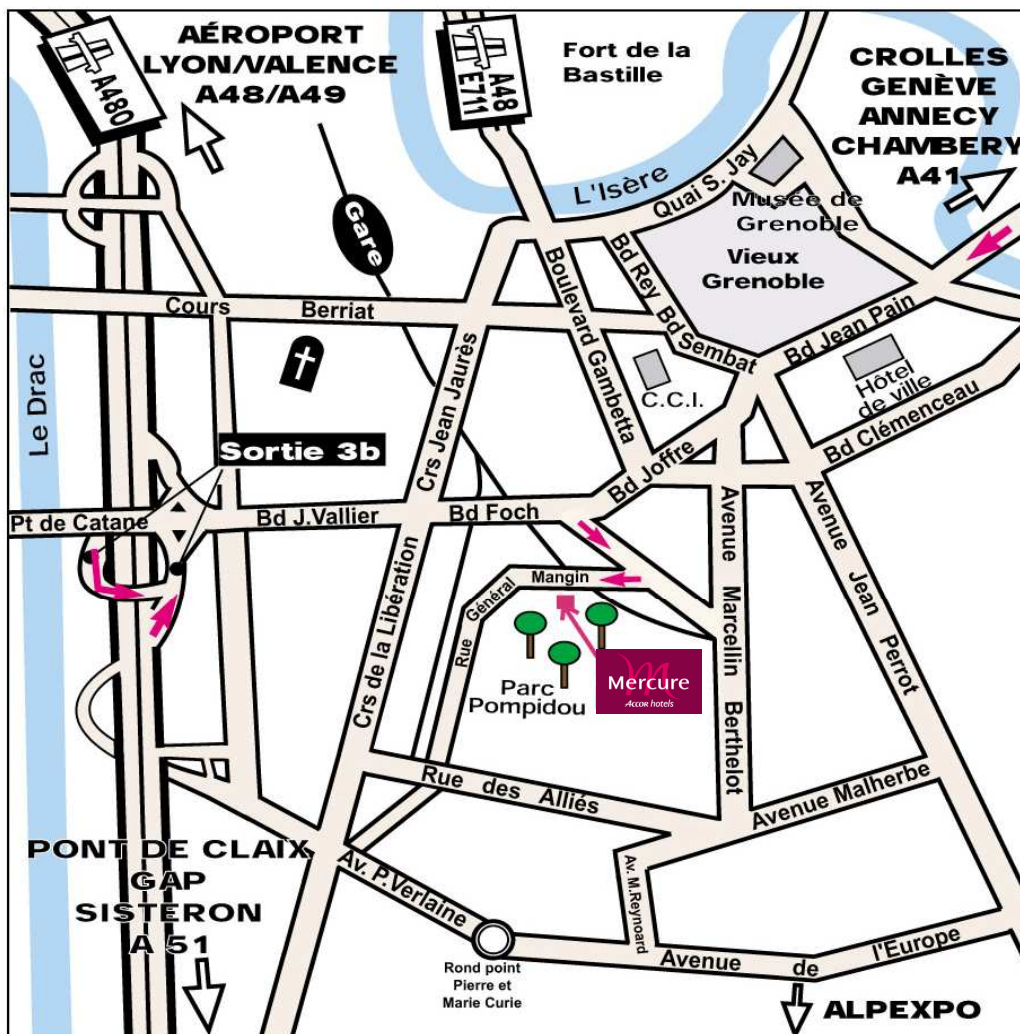 AÉROPORT
LYON/VALENCE
A48/A49
A480
A48
E711
Fort de la
Bastille
CROLLES
GENÈVE
ANNECY
CHAMBERY
A41
L'Isère
Quai S. Jay
Musée de
Grenoble
Vieux
Grenoble
Gare
Bd Rey
Bd Sembat
Bd Jean Pain
Boulevard Gambetta
Cours Berriat
C.C.I.
Hôtel
de ville
Bd Clémenceau
Le Drac
Crs Jean Jaurès
Sortie 3b
Bd Joffre
Pt de Catane
Bd J.Vallier
Bd Foch
Avenue Marcellin Berthelot
Avenue Jean Perrot
Rue Général Mangin
Crs de la Libération
Parc
Pompidou
Mercure
Accor hotels
Rue des Alliés
Avenue Malherbe
PONT DE CLAIX
GAP
SISTERON
A 51
Av. P.Verlaine
Av. M.Reynoard
Rond point
Pierre et
Marie Curie
Avenue de l'Europe
ALPEXPO